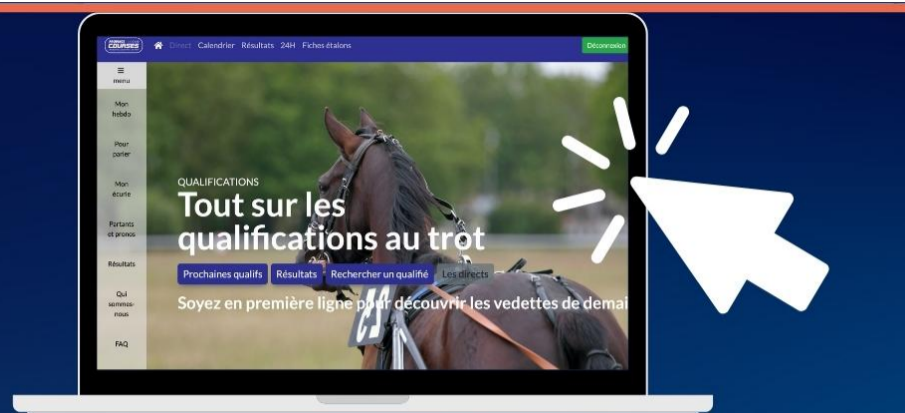 COURSES
Direct Calendrier Résultats 24H Fiches étalons
Déconnexion
menu
Mon
hebdo
Pour
parier
Mon
écurie
Partants
et pronos
Résultats
Qui
sommes-
nous
FAQ
QUALIFICATIONS
Tout sur les
qualifications au trot
Prochaines qualifs Résultats Rechercher un qualifié Les directs
Soyez en première ligne pour découvrir les vedettes de demai